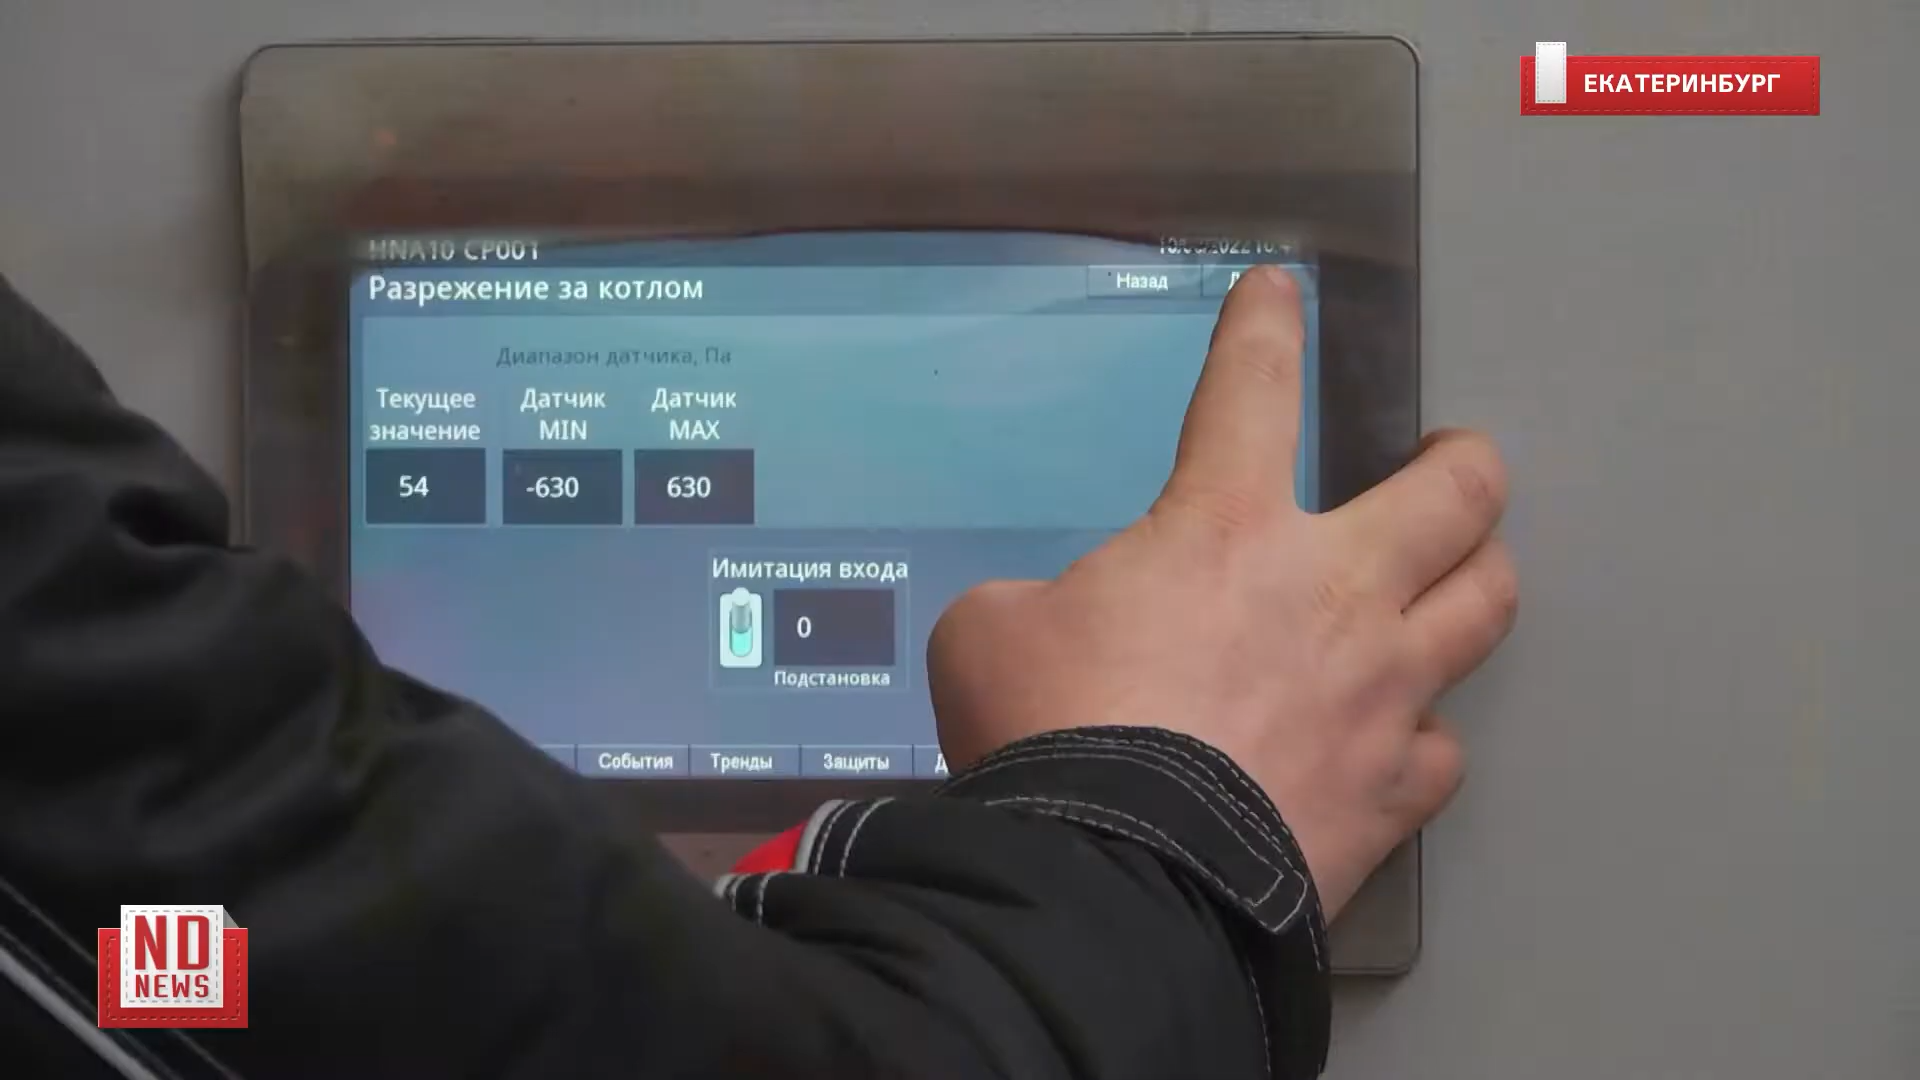 ЕКАТЕРИНБУРГ
HNA10 CP001
Разрежение за котлом
Назад
Диапазон датчика, Па
Текущее значение
Датчик MIN
Датчик MAX
54
-630
630
Имитация входа
0
Подстановка
События
Тренды
Защиты
ND
NEWS